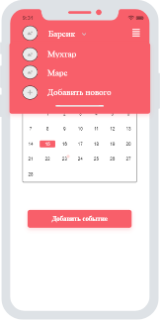 Барсик
Мухтар
Марс
Добавить нового
7 8 9 10 11 12 13
14 15 16 17 18 19 20
21 22 23 24 25 26 27
28
Добавить событие